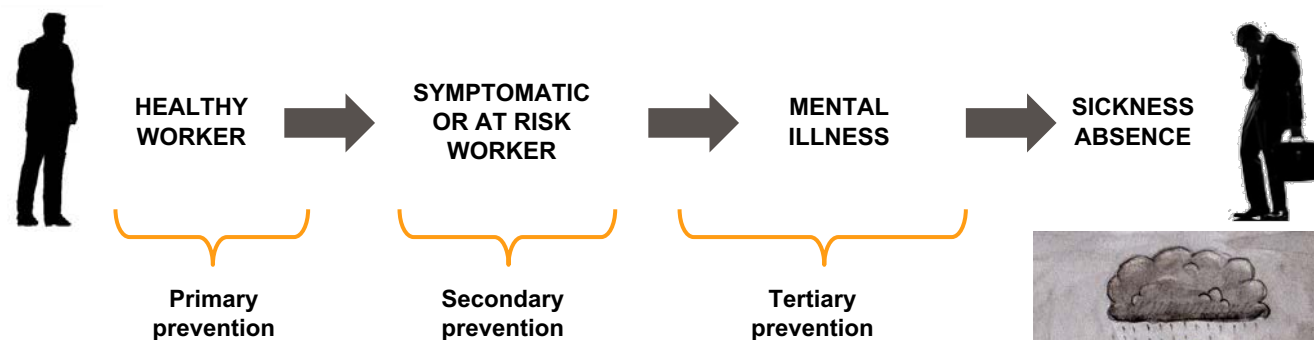 HEALTHY
WORKER
SYMPTOMATIC
OR AT RISK
WORKER
MENTAL
ILLNESS
SICKNESS
ABSENCE
Primary
prevention
Secondary
prevention
Tertiary
prevention